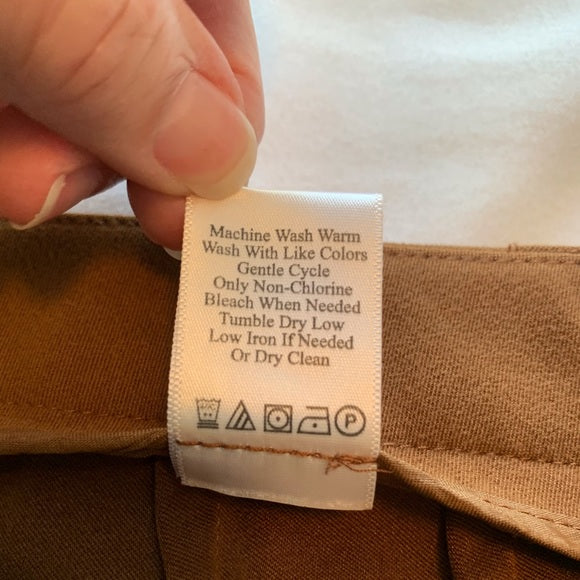 Machine Wash Warm
Wash With Like Colors
Gentle Cycle
Only Non-Chlorine
Bleach When Needed
Tumble Dry Low
Low Iron If Needed
Or Dry Clean
P